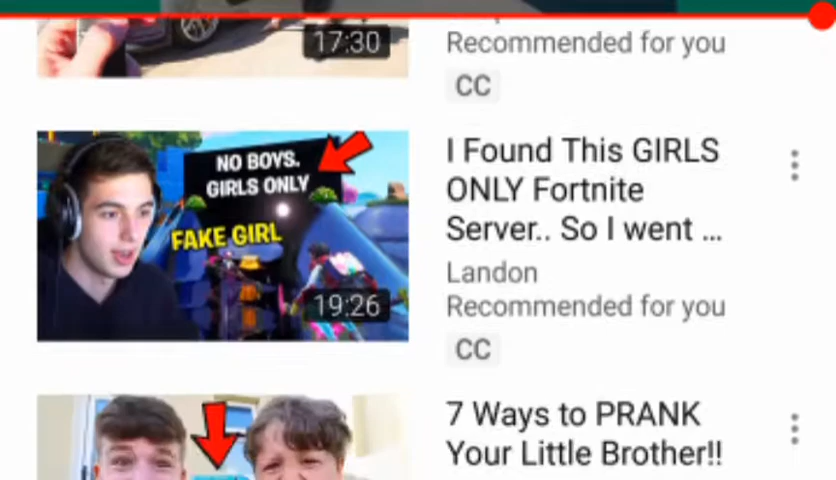 17:30
Recommended for you
CC
NO BOYS.
GIRLS ONLY
FAKE GIRL
19:26
I Found This GIRLS
ONLY Fortnite
Server.. So I went ...
Landon
Recommended for you
CC
7 Ways to PRANK
Your Little Brother!!